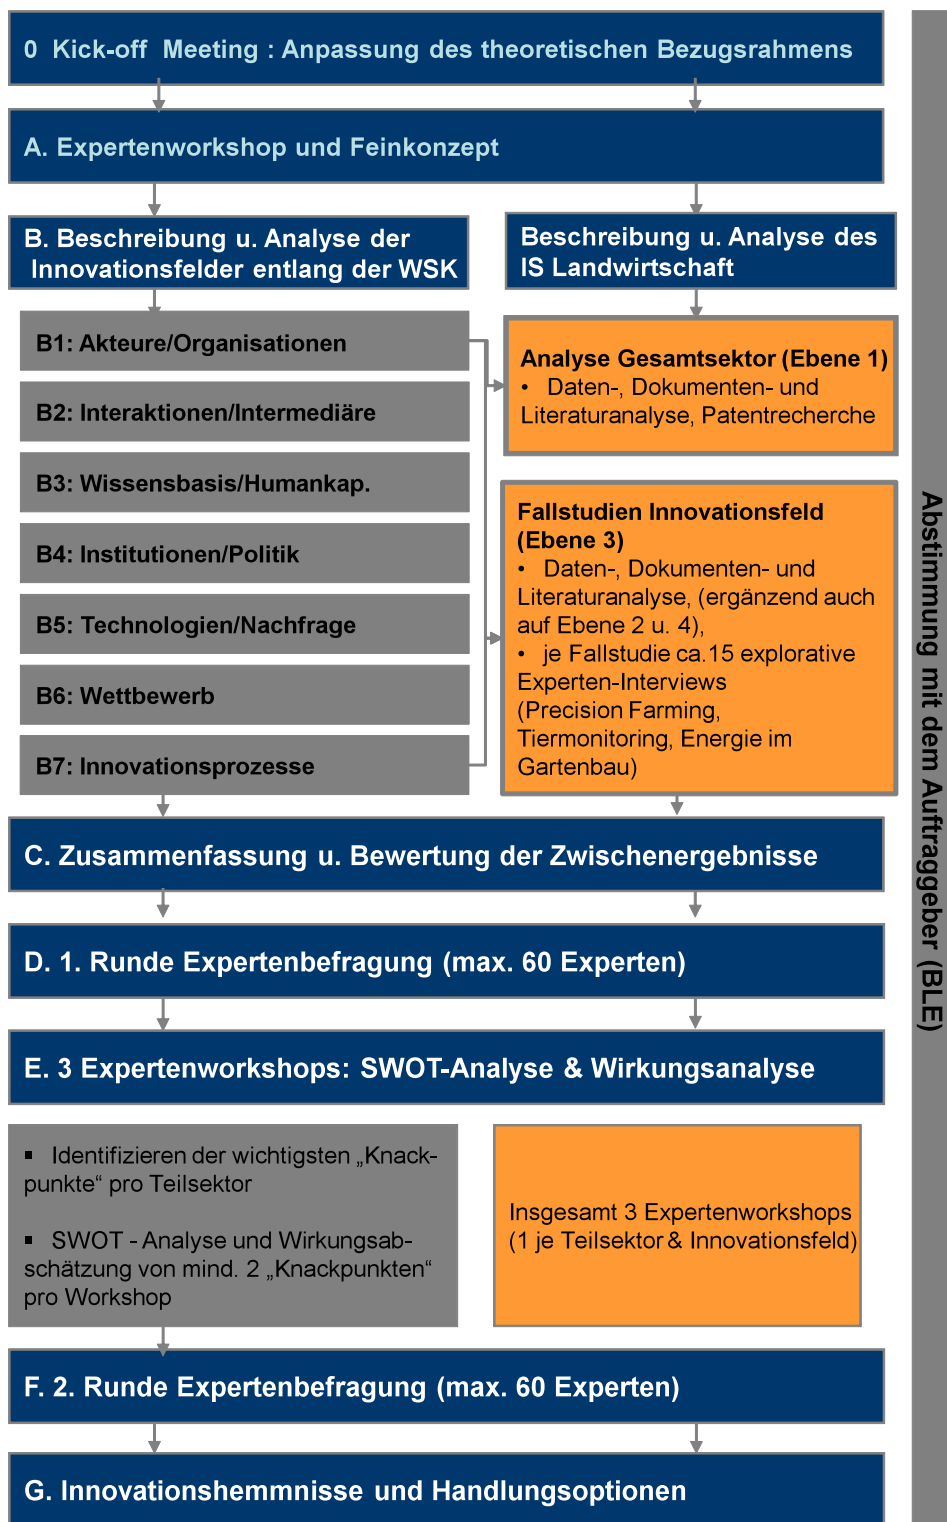 0 Kick-off Meeting : Anpassung des theoretischen Bezugsrahmens
A. Expertenworkshop und Feinkonzept
B. Beschreibung u. Analyse der
Innovationsfelder entlang der WSK
Beschreibung u. Analyse des
IS Landwirtschaft
B1: Akteure/Organisationen
B2: Interaktionen/Intermediäre
B3: Wissensbasis/Humankap.
B4: Institutionen/Politik
B5: Technologien/Nachfrage
B6: Wettbewerb
B7: Innovationsprozesse
Analyse Gesamtsektor (Ebene 1)
• Daten-, Dokumenten- und
Literaturanalyse, Patentrecherche
Fallstudien Innovationsfeld
(Ebene 3)
• Daten-, Dokumenten- und
Literaturanalyse, (ergänzend auch
auf Ebene 2 u. 4),
• je Fallstudie ca.15 explorative
Experten-Interviews
(Precision Farming,
Tiermonitoring, Energie im
Gartenbau)
C. Zusammenfassung u. Bewertung der Zwischenergebnisse
D. 1. Runde Expertenbefragung (max. 60 Experten)
E. 3 Expertenworkshops: SWOT-Analyse & Wirkungsanalyse
▪ Identifizieren der wichtigsten „Knack-
punkte“ pro Teilsektor
▪ SWOT - Analyse und Wirkungsab-
schätzung von mind. 2 „Knackpunkten“
pro Workshop
Insgesamt 3 Expertenworkshops
(1 je Teilsektor & Innovationsfeld)
F. 2. Runde Expertenbefragung (max. 60 Experten)
G. Innovationshemmnisse und Handlungsoptionen
Abstimmung mit dem Auftraggeber (BLE)